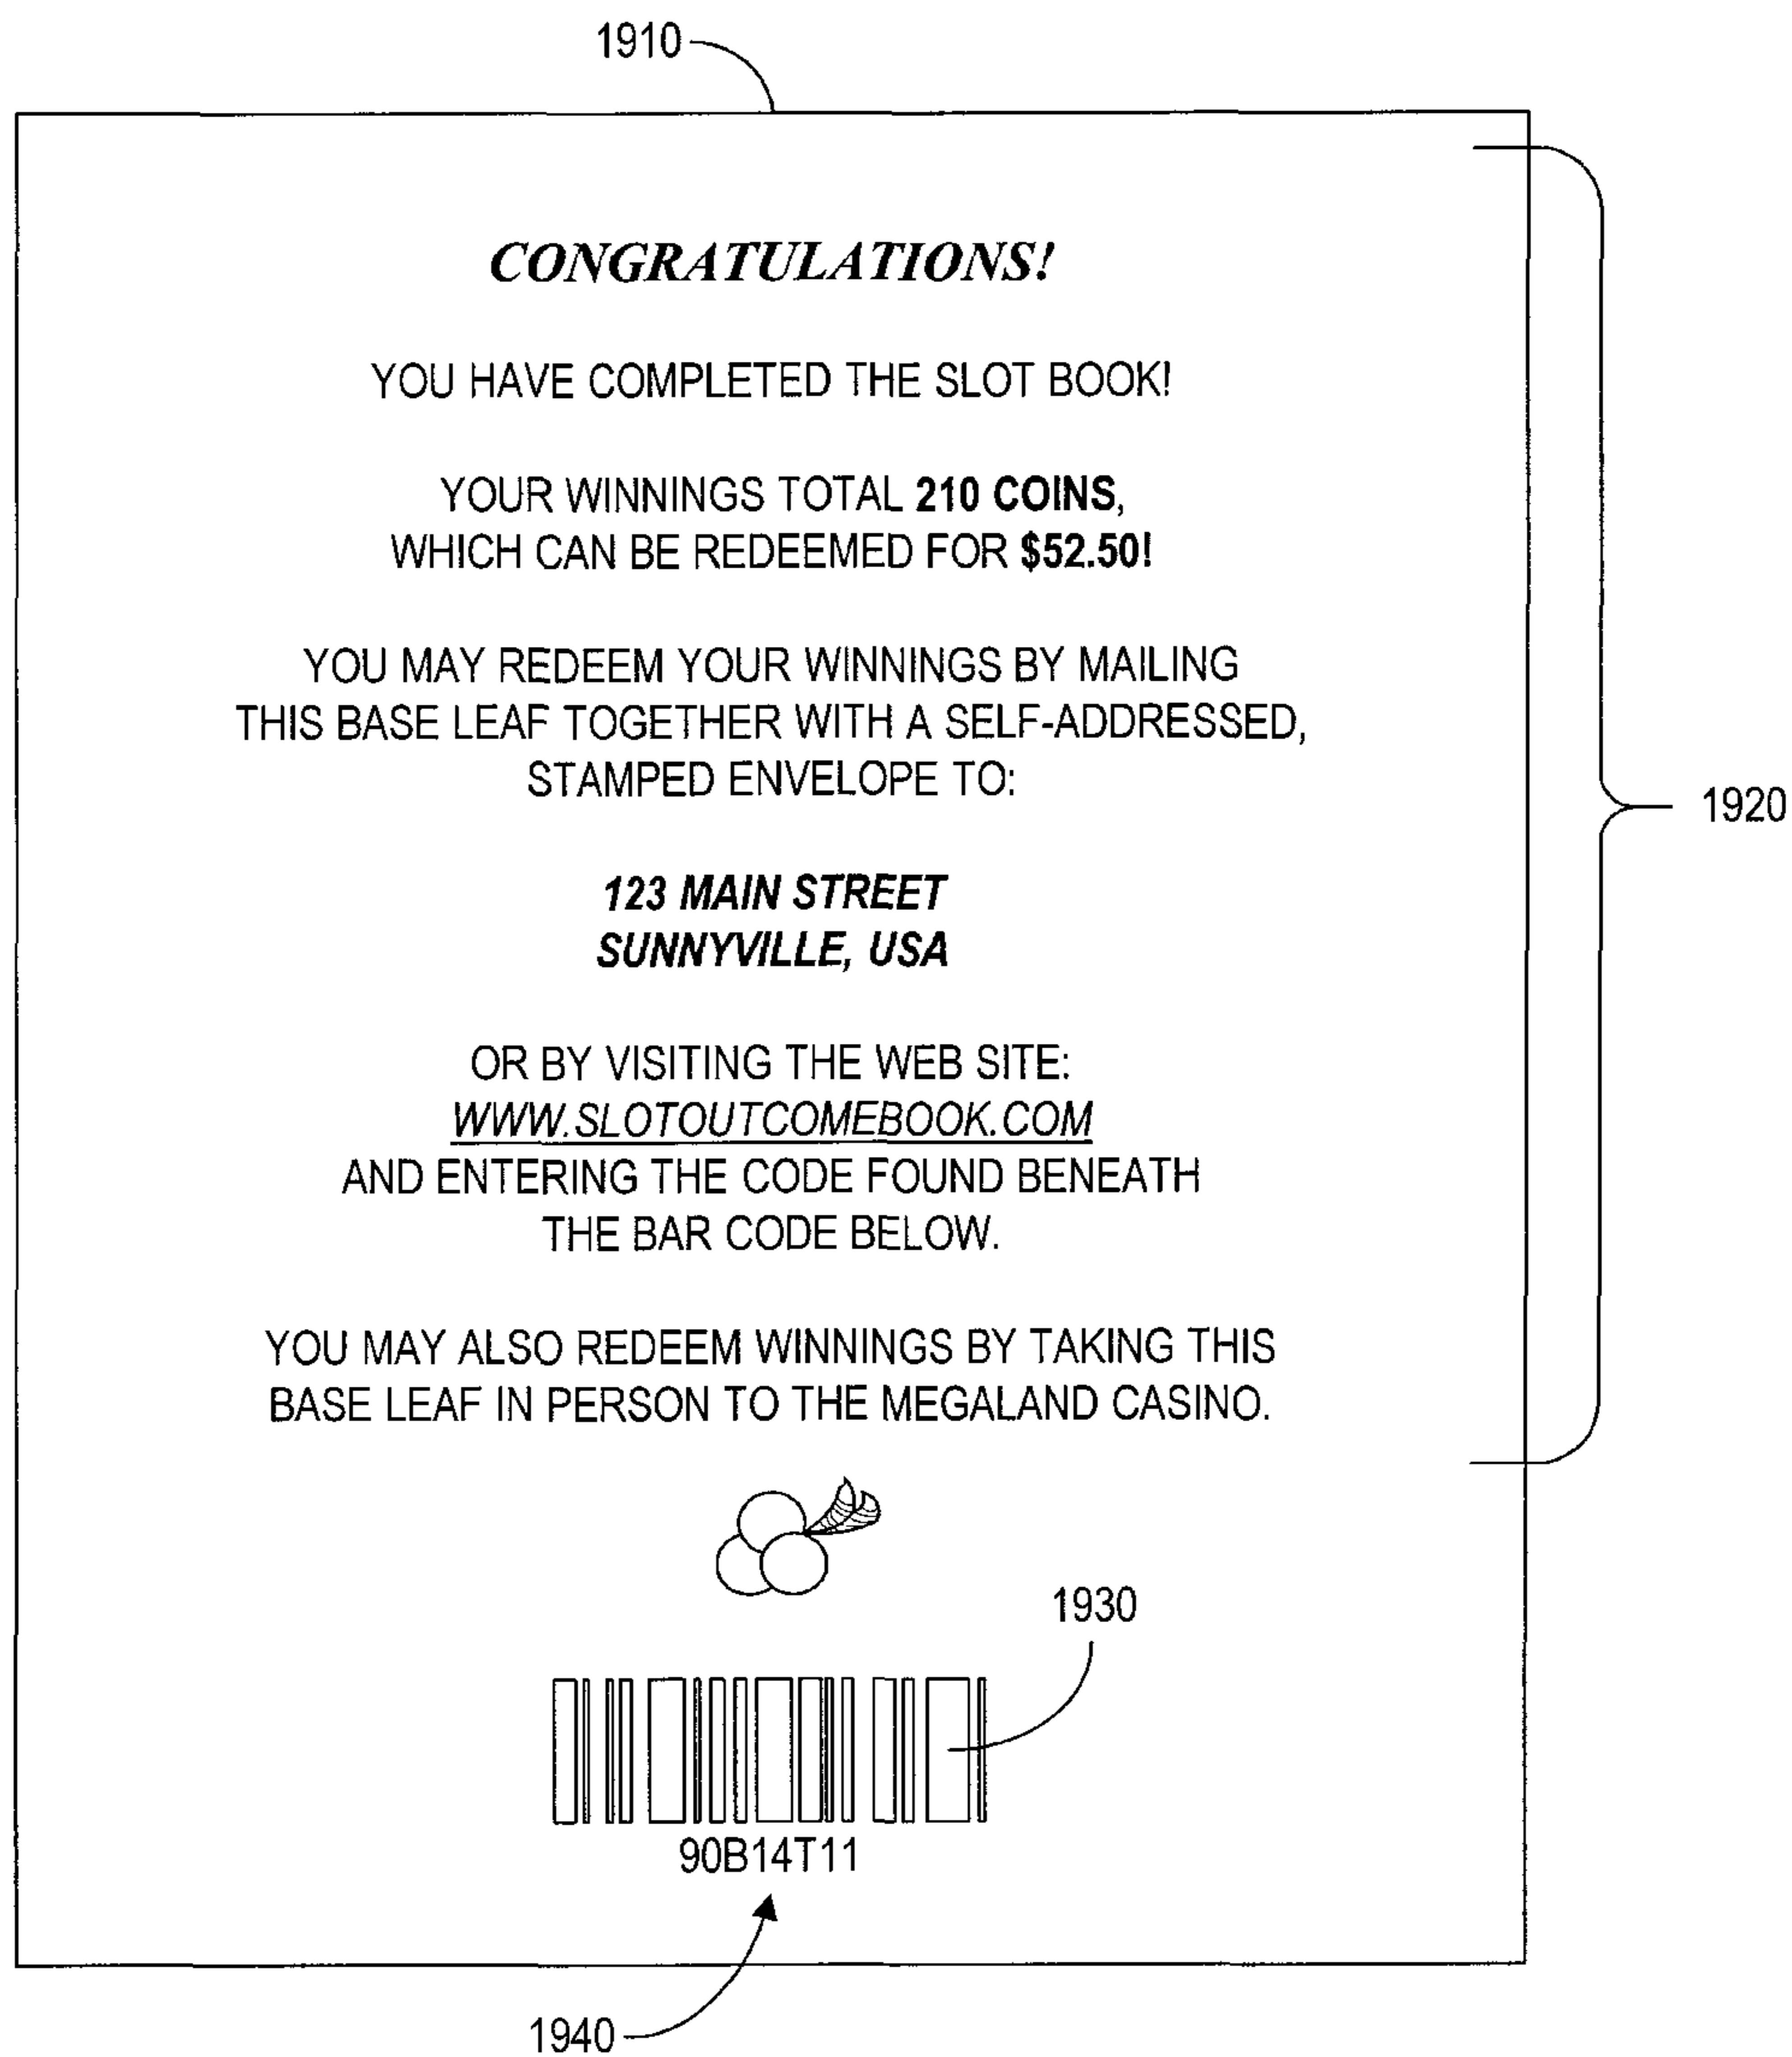 1910
CONGRATULATIONS!
YOU HAVE COMPLETED THE SLOT BOOK!
YOUR WINNINGS TOTAL 210 COINS,
WHICH CAN BE REDEEMED FOR $52.50!
YOU MAY REDEEM YOUR WINNINGS BY MAILING
THIS BASE LEAF TOGETHER WITH A SELF-ADDRESSED,
STAMPED ENVELOPE TO:
1920
123 MAIN STREET
SUNNYVILLE, USA
OR BY VISITING THE WEB SITE:
WWW.SLOTOUTCOMEBOOK.COM
AND ENTERING THE CODE FOUND BENEATH
THE BAR CODE BELOW.
YOU MAY ALSO REDEEM WINNINGS BY TAKING THIS
BASE LEAF IN PERSON TO THE MEGALAND CASINO.
1930
90B14T11
1940